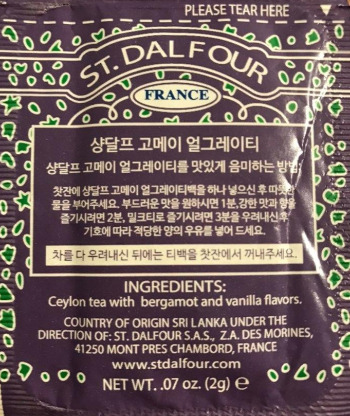 PLEASE TEAR HERE
ST. DALFOUR
FRANCE
샹달프 고메이 얼그레이티
샹달프 고메이 얼그레이티를 맛있게 음미하는 방법
찻잔에 샹달프 고메이 얼그레이티백을 하나 넣으신 후 따뜻한
물을 부어주세요. 부드러운 맛을 원하시면 1분, 강한 맛과 향을
즐기시려면 2분, 밀크티로 즐기시려면 3분을 우려내신후
기호에 따라 적당한 양의 우유를 넣어 드세요.
차를 다 우려내신 뒤에는 티백을 찻잔에서 꺼내주세요.
INGREDIENTS:
Ceylon tea with bergamot and vanilla flavors.
COUNTRY OF ORIGIN SRI LANKA UNDER THE
DIRECTION OF: ST. DALFOUR S.A.S., Z.A. DES MORINES,
41250 MONT PRES CHAMBORD, FRANCE
www.stdalfour.com
NET WT. .07 oz. (2g) e